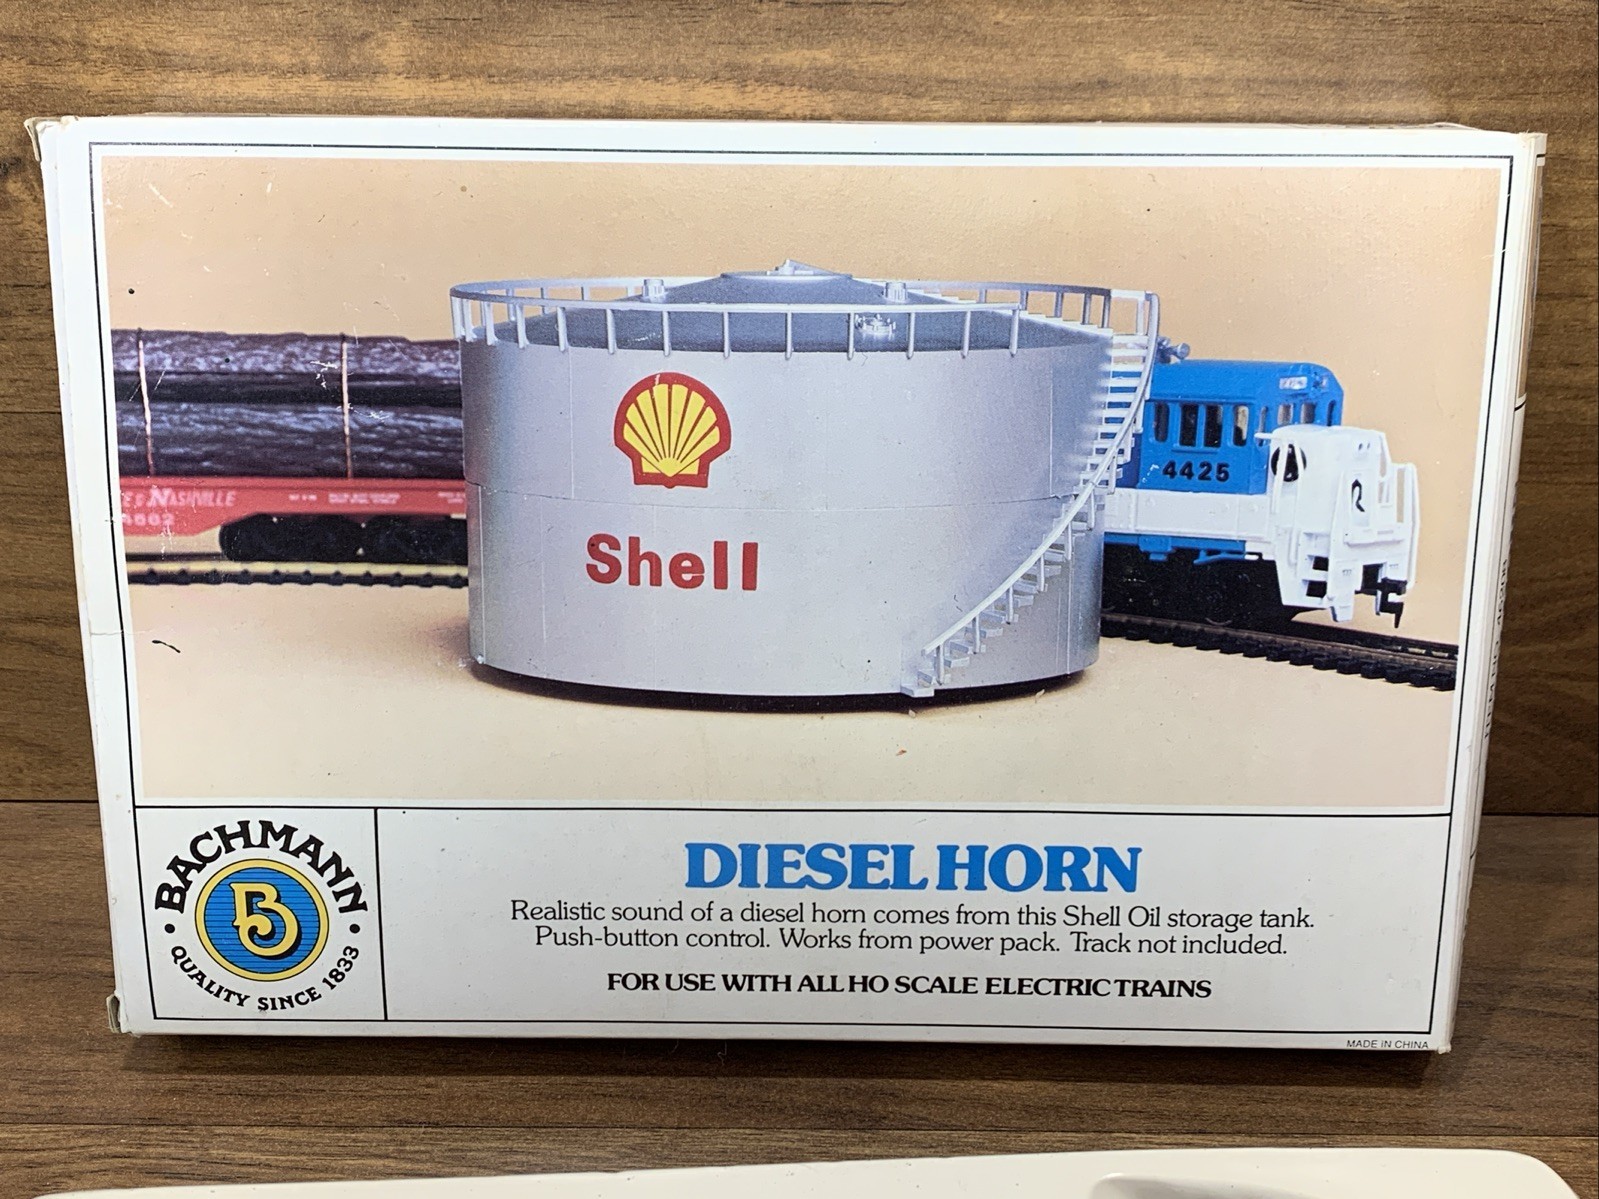 & NASHVILLE
Shell
4425
BACHMANN
B
QUALITY SINCE 1833
DIESEL HORN
Realistic sound of a diesel horn comes from this Shell Oil storage tank.
Push-button control. Works from power pack. Track not included.
FOR USE WITH ALL HO SCALE ELECTRIC TRAINS
MADE IN CHINA